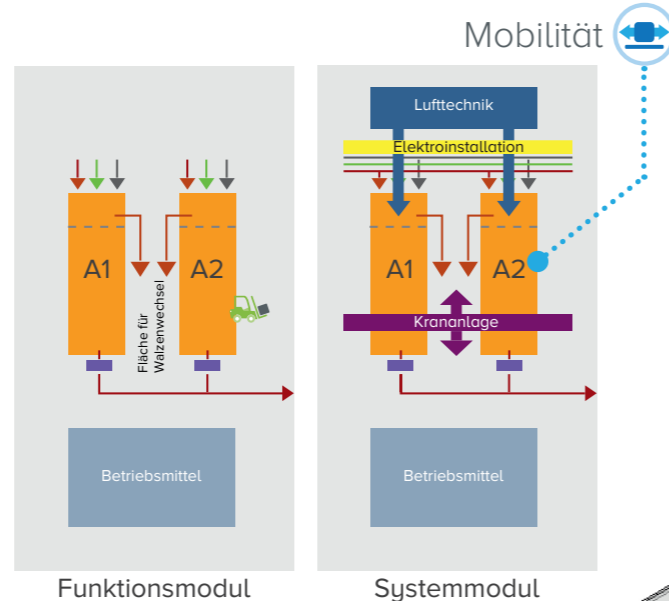 Mobilität
Lufttechnik
Elektroinstallation
A1
A2
Fläche für
Walzenwechsel
A1
A2
Krananlage
Betriebsmittel
Betriebsmittel
Funktionsmodul
Systemmodul